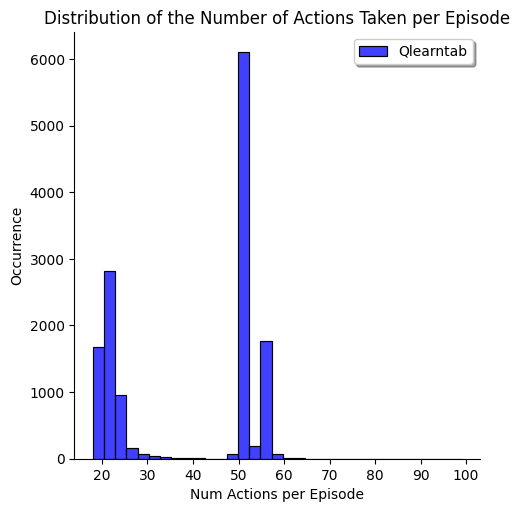 Distribution of the Number of Actions Taken per Episode
Qlearntab
6000
5000
4000
3000
2000
1000
0
Occurrence
20 30 40 50 60 70 80 90 100
Num Actions per Episode